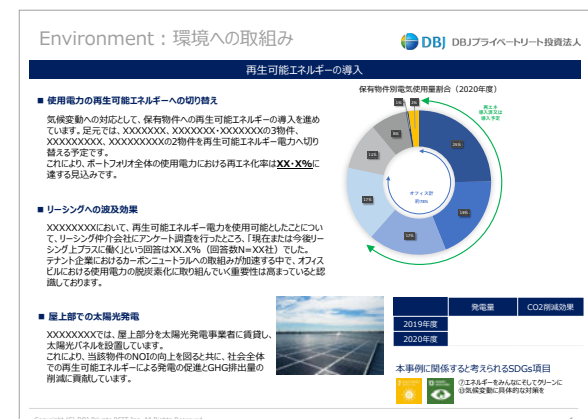 Environment：環境への取組み
DBJ DBJプライベートリート投資法人
再生可能エネルギーの導入
■ 使用電力の再生可能エネルギーへの切り替え
気候変動への対応として、保有物件への再生可能エネルギーの導入を進め
ています。足元では、XXXXXXX、XXXXXXX・XXXXXXXの3物件、
XXXXXXXXX、XXXXXXXXXの2物件を再生可能エネルギー電力へ切り
替える予定です。
これにより、ポートフォリオ全体の使用電力における再エネ化率はXX・X%に
達する見込みです。
■ リーシングへの波及効果
XXXXXXXXにおいて、再生可能エネルギー電力を使用可能としたことについ
て、リーシング仲介会社にアンケート調査を行ったところ、「現在または今後リー
シング上プラスに働く」という回答はXX.X%（回答数N=XX社）でした。
テナント企業におけるカーボンニュートラルへの取組みが加速する中で、オフィス
ビルにおける使用電力の脱炭素化に取り組んでいく重要性は高まっていると認
識しております。
■ 屋上部での太陽光発電
XXXXXXXXでは、屋上部分を太陽光発電事業者に賃貸し、
太陽光パネルを設置しています。
これにより、当該物件のNOIの向上を図ると共に、社会全体
での再生可能エネルギーによる発電の促進とGHG排出量の
削減に貢献しています。
保有物件別電気使用量割合（2020年度）
再エネ
導入済又は
導入予定
オフィス計
発電量 CO2削減効果
2019年度
2020年度
本事例に関係すると考えられるSDGs項目
⑦エネルギーをみんなにそしてクリーンに
⑬気候変動に具体的な対策を